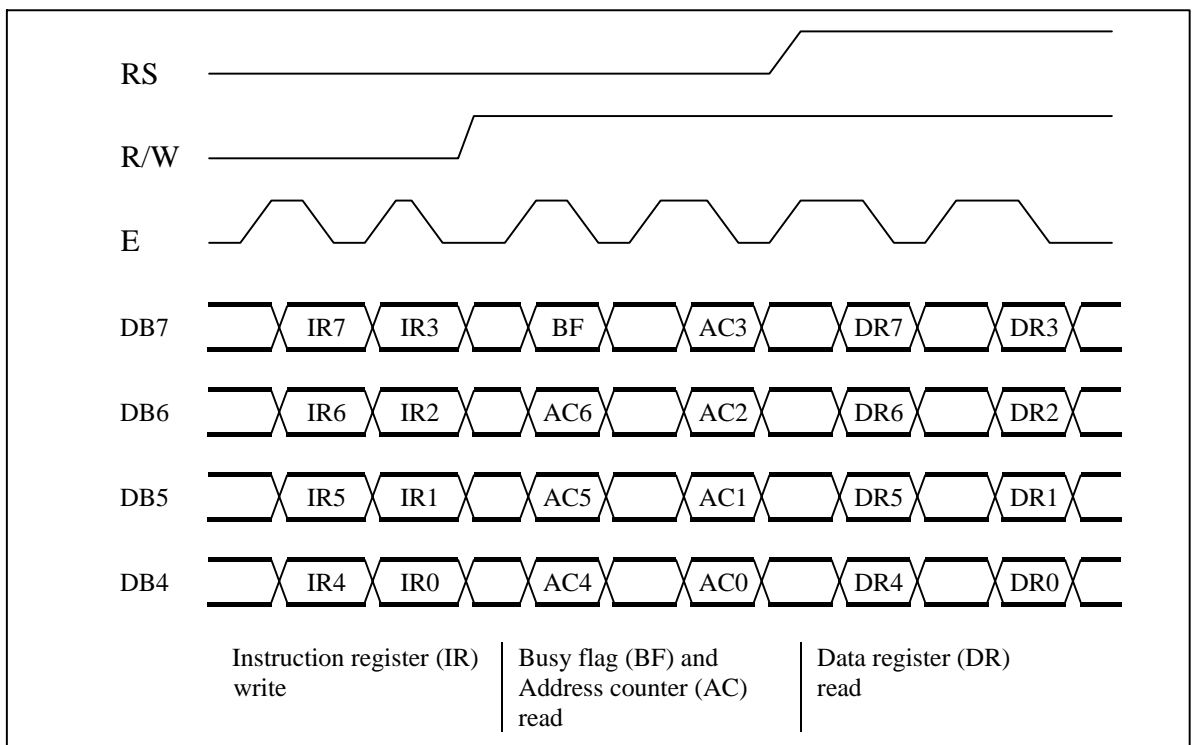 RS
R/W
E
DB7 IR7 IR3 BF AC3 DR7 DR3
DB6 IR6 IR2 AC6 AC2 DR6 DR2
DB5 IR5 IR1 AC5 AC1 DR5 DR1
DB4 IR4 IR0 AC4 AC0 DR4 DR0
Instruction register (IR)
write
Busy flag (BF) and
Address counter (AC)
read
Data register (DR)
read